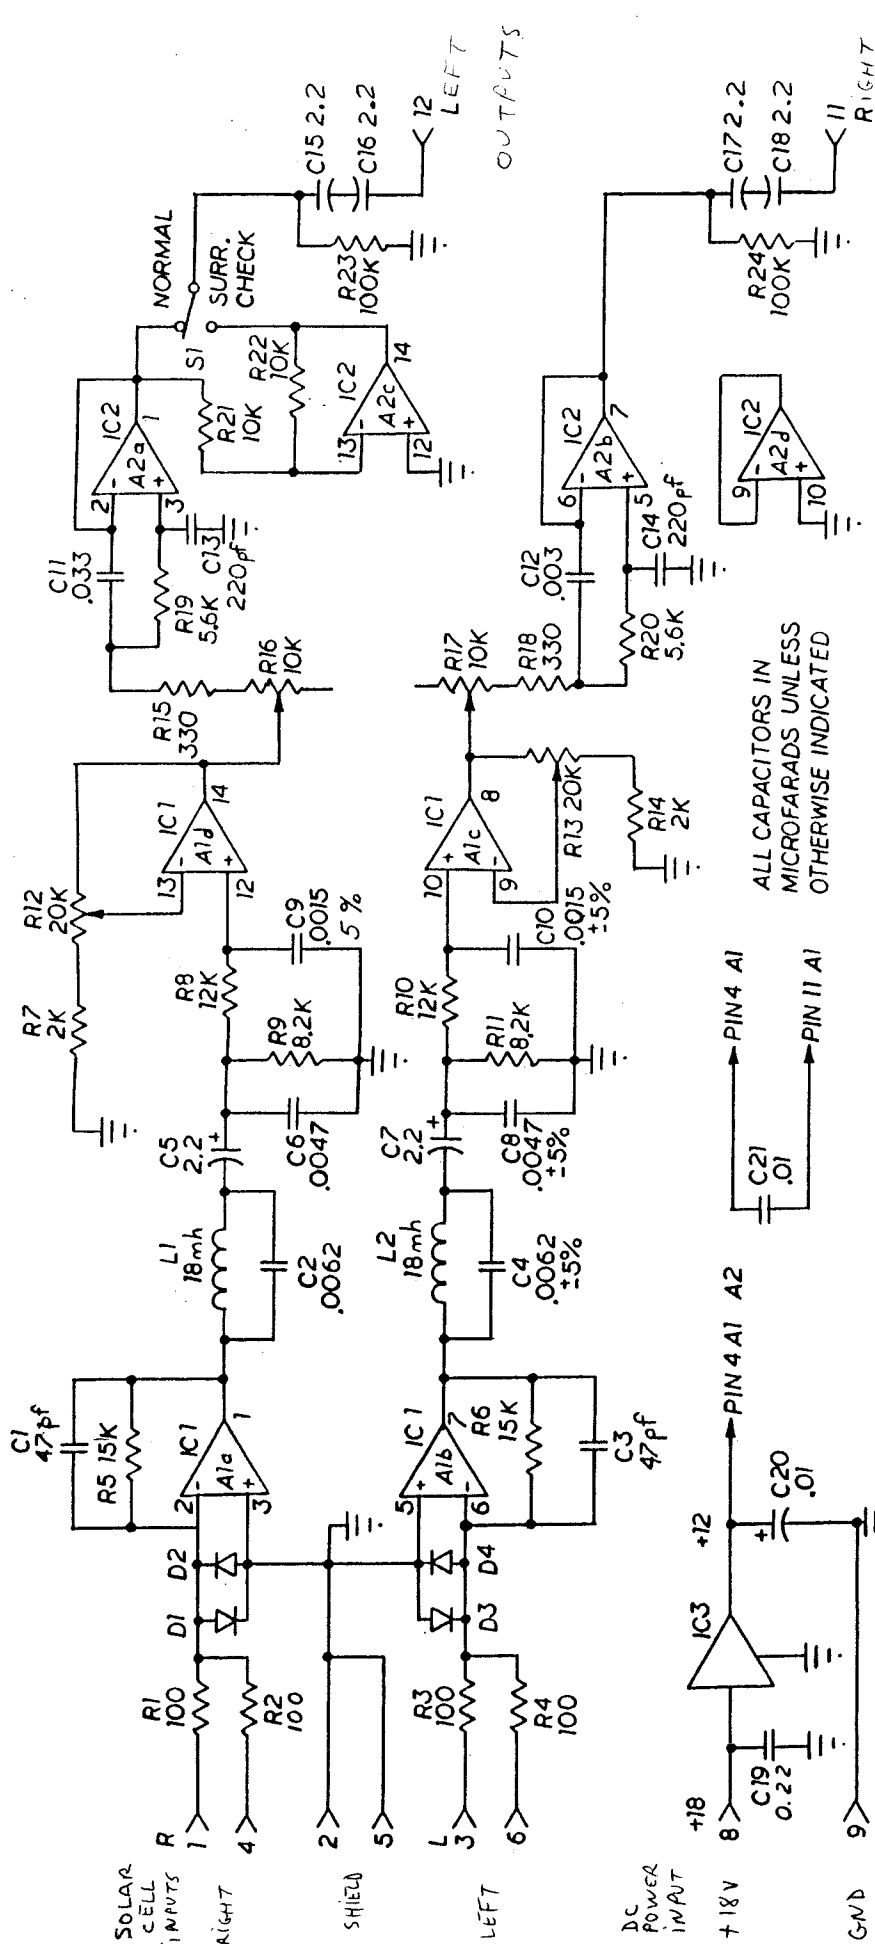 SOLAR
CELL
INPUTS
RIGHT
SHIELD
LEFT
DC
POWER
INPUT
+18V
GND
R
1
4
2
5
L
3
6
+18
8
9
R1
100
R2
100
R3
100
R4
100
D1
D2
D3
D4
C1
47pf
R5 15K
IC1
2
A1a
3
1
IC1
5
A1b
6
7
R6
15K
C3
47pf
L1
18mh
C2
.0062
L2
18mh
C4
.0062
±5%
C5
2.2
+
C6
.0047
C7
2.2
+
C8
.0047
±5%
R7
2K
R12
20K
R8
12K
R9
8.2K
C9
.0015
5%
R10
12K
R11
8.2K
C10
.0015
±5%
IC1
13
A1d
12
14
IC1
10
A1c
9
8
R13 20K
R14
2K
R15
330
R16
10K
R17
10K
R18
330
C11
.033
R19
5.6K
C13
220pf
IC2
2
A2a
3
1
R21
10K
R22
10K
IC2
13
A2c
12
14
S1
NORMAL
SURR.
CHECK
R23
100K
C15 2.2
C16 2.2
12
LEFT
OUTPUTS
C12
.003
R20
5.6K
C14
220pf
IC2
6
A2b
5
7
IC2
9
A2d
10
R24
100K
C17 2.2
C18 2.2
11
RIGHT
C19
0.22
IC3
+12
+
C20
.01
PIN 4 A1 A2
C21
.01
PIN 4 A1
PIN 11 A1
ALL CAPACITORS IN
MICROFARADS UNLESS
OTHERWISE INDICATED